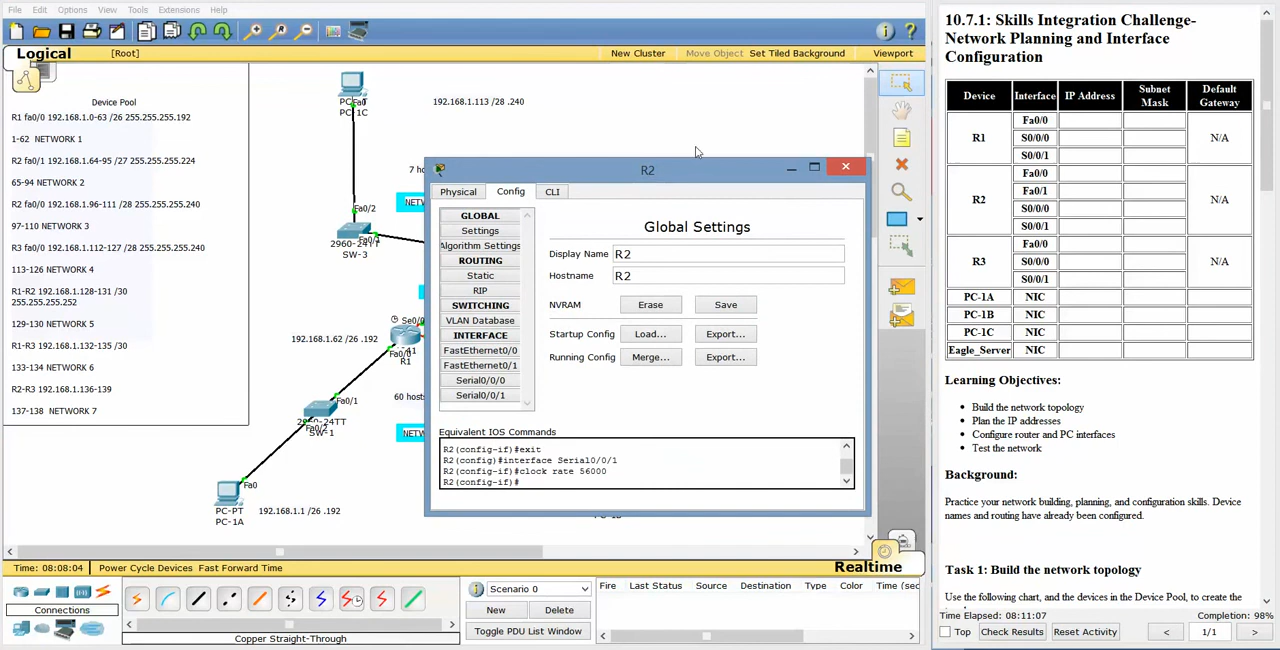 File Edit Options View Tools Extensions Help
Logical [Root] New Cluster Move Object Set Tiled Background Viewport
Device Pool
R1 fa0/0 192.168.1.0-63 /26 255.255.255.192
1-62 NETWORK 1
R2 fa0/1 192.168.1.64-95 /27 255.255.255.224
65-94 NETWORK 2
R2 fa0/0 192.168.1.96-111 /28 255.255.255.240
97-110 NETWORK 3
R3 fa0/0 192.168.1.112-127 /28 255.255.255.240
113-126 NETWORK 4
R1-R2 192.168.1.128-131 /30
255.255.255.252
129-130 NETWORK 5
R1-R3 192.168.1.132-135 /30
133-134 NETWORK 6
R2-R3 192.168.1.136-139
137-138 NETWORK 7
192.168.1.113 /28 .240
Fa0
PC-1C
7 ho
NETW
Fa0/2
2960-24TT
SW-3
Fa0/1
Se0/
192.168.1.62 /26 .192
Fa0/0
R1
60 hosts
NETW
Fa0/1
2960-24TT
Fa0/2
SW-1
Fa0
PC-PT
PC-1A
192.168.1.1 /26 .192
R2
Physical Config CLI
GLOBAL
Settings
Algorithm Settings
ROUTING
Static
RIP
SWITCHING
VLAN Database
INTERFACE
FastEthernet0/0
FastEthernet0/1
Serial0/0/0
Serial0/0/1
Global Settings
Display Name R2
Hostname R2
NVRAM Erase Save
Startup Config Load... Export...
Running Config Merge... Export...
Equivalent IOS Commands
R2(config-if)#exit
R2(config)#interface Serial0/0/1
R2(config-if)#clock rate 56000
R2(config-if)#
Time: 08:08:04 Power Cycle Devices Fast Forward Time Realtime
Connections
Copper Straight-Through
Scenario 0
New Delete
Toggle PDU List Window
Fire Last Status Source Destination Type Color Time (sec
10.7.1: Skills Integration Challenge-
Network Planning and Interface
Configuration
Device Interface IP Address Subnet Mask Default Gateway
R1 Fa0/0 N/A
S0/0/0
S0/0/1
R2 Fa0/0 N/A
Fa0/1
S0/0/0
S0/0/1
R3 Fa0/0 N/A
S0/0/0
S0/0/1
PC-1A NIC
PC-1B NIC
PC-1C NIC
Eagle_Server NIC
Learning Objectives:
Build the network topology
Plan the IP addresses
Configure router and PC interfaces
Test the network
Background:
Practice your network building, planning, and configuration skills. Device
names and routing have already been configured.
Task 1: Build the network topology
Use the following chart, and the devices in the Device Pool, to create the
Time Elapsed: 08:11:07 Completion: 98%
Top Check Results Reset Activity < 1/1 >